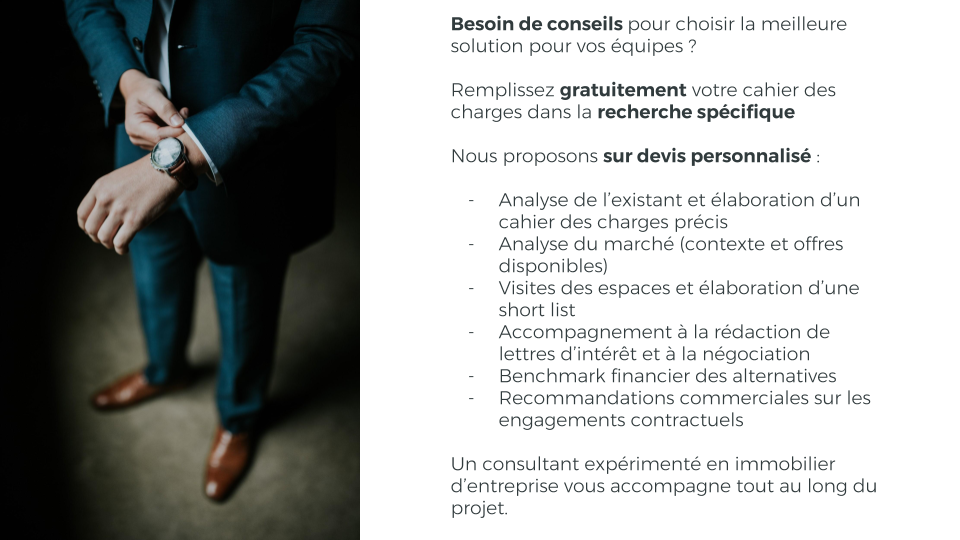 Besoin de conseils pour choisir la meilleure
solution pour vos équipes ?
Remplissez gratuitement votre cahier des
charges dans la recherche spécifique
Nous proposons sur devis personnalisé :
- Analyse de l’existant et élaboration d’un
cahier des charges précis
- Analyse du marché (contexte et offres
disponibles)
- Visites des espaces et élaboration d’une
short list
- Accompagnement à la rédaction de
lettres d’intérêt et à la négociation
- Benchmark financier des alternatives
- Recommandations commerciales sur les
engagements contractuels
Un consultant expérimenté en immobilier
d’entreprise vous accompagne tout au long du
projet.